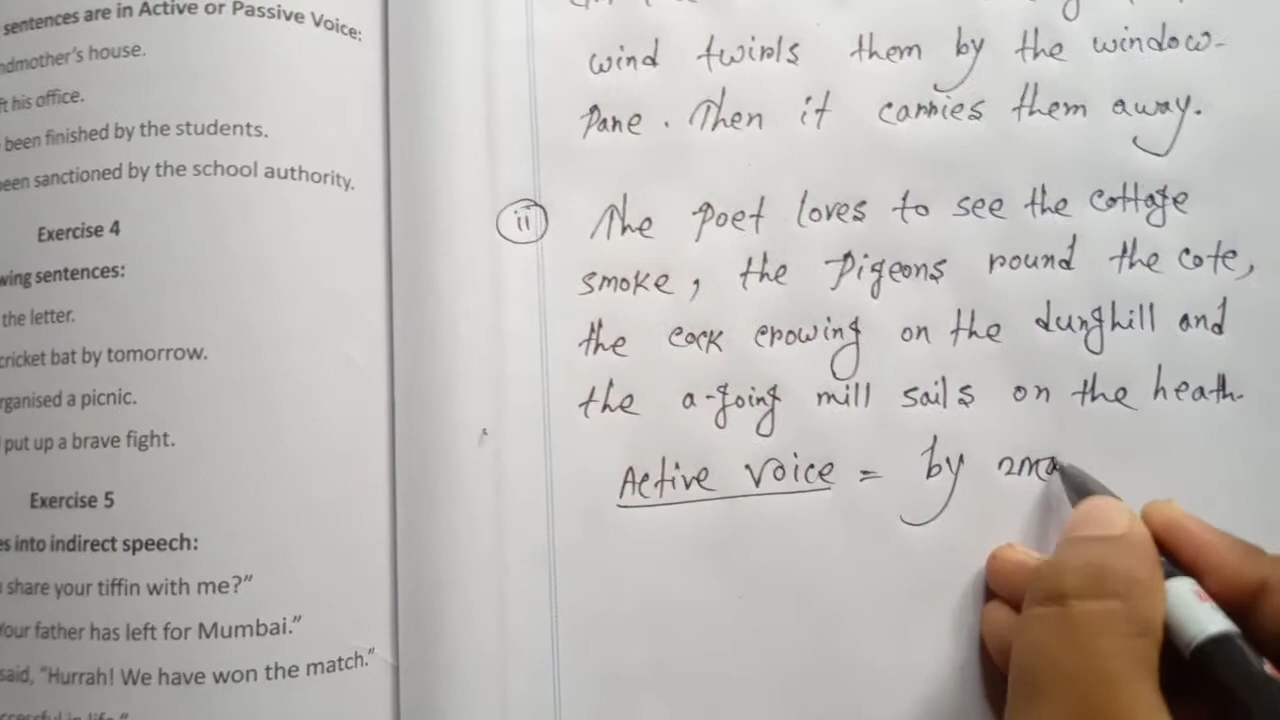 sentences are in Active or Passive Voice:
ndmother's house.
ft his office.
been finished by the students.
een sanctioned by the school authority.
Exercise 4
wing sentences:
the letter.
cricket bat by tomorrow.
rganised a picnic.
put up a brave fight.
Exercise 5
es into indirect speech:
share your tiffin with me?"
Your father has left for Mumbai."
said, "Hurrah! We have won the match."
wind twirls them by the window-
pane. Then it carries them away.
ii The poet loves to see the cottage
smoke, the pigeons round the cote,
the cock crowing on the dunghill and
the a-going mill sails on the heath.
Active voice = by